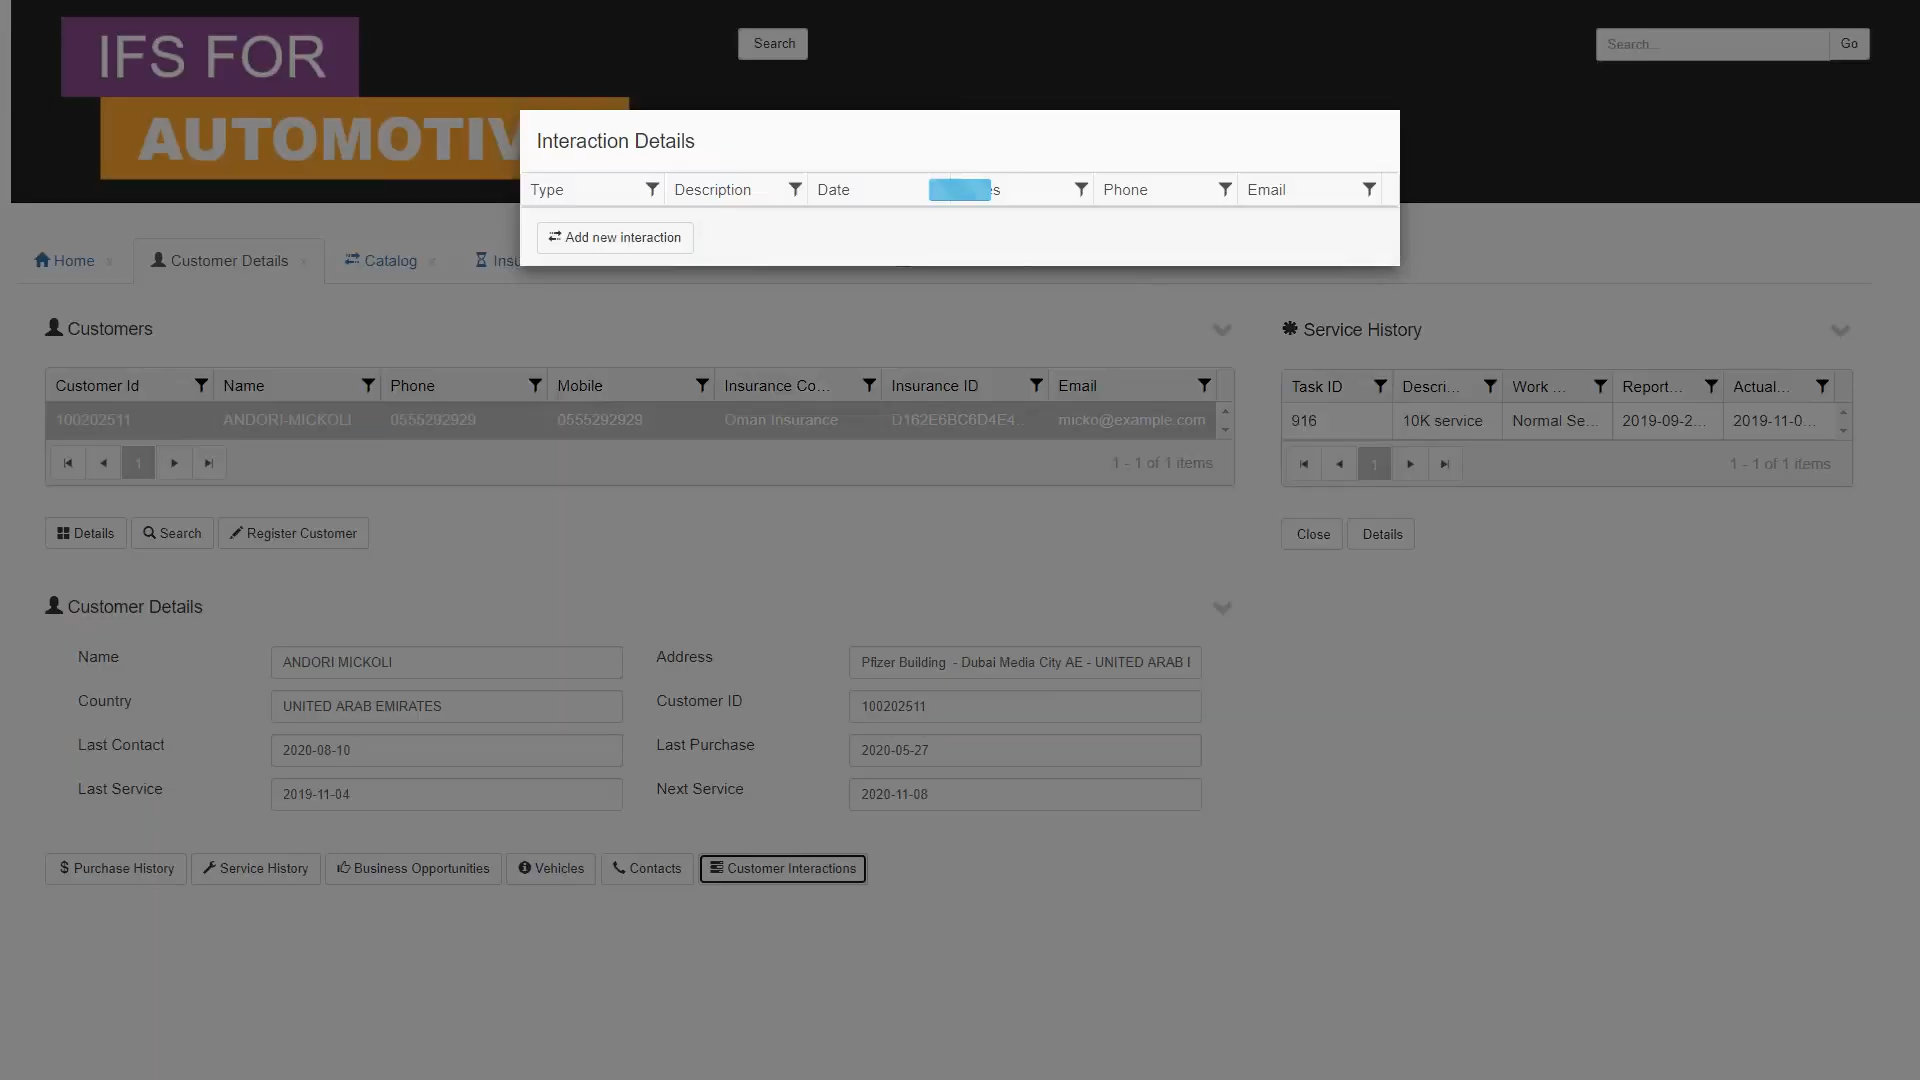 IFS FOR
AUTOMOTIV
Search
Search...
Go
Interaction Details
Type Description Date Phone Email
Add new interaction
Home x Customer Details x Catalog x Insu
Customers
Customer Id Name Phone Mobile Insurance Co... Insurance ID Email
100202511 ANDORI-MICKOLI 0555292929 0555292929 Oman Insurance D162E6BC6D4E4... micko@example.com
1
1 - 1 of 1 items
Details Search Register Customer
Service History
Task ID Descri... Work ... Report... Actual...
916 10K service Normal Se... 2019-09-2... 2019-11-0...
1
1 - 1 of 1 items
Close Details
Customer Details
Name ANDORI MICKOLI Address Pfizer Building - Dubai Media City AE - UNITED ARAB
Country UNITED ARAB EMIRATES Customer ID 100202511
Last Contact 2020-08-10 Last Purchase 2020-05-27
Last Service 2019-11-04 Next Service 2020-11-08
Purchase History Service History Business Opportunities Vehicles Contacts Customer Interactions